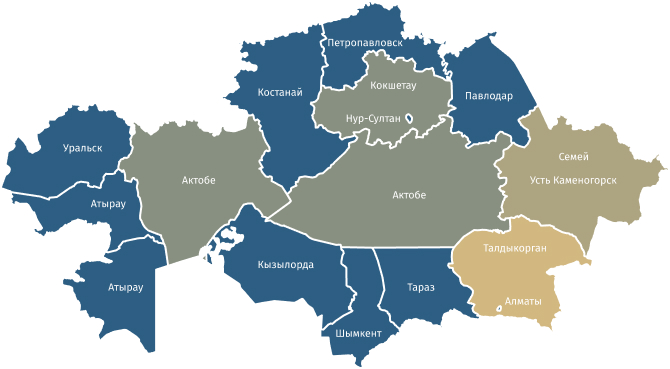 Петропавловск
Костанай
Кокшетау
Павлодар
Нур-Султан
Уральск
Семей
Актобе
Усть Каменогорск
Актобе
Атырау
Талдыкорган
Кызылорда
Атырау
Тараз
Алматы
Шымкент